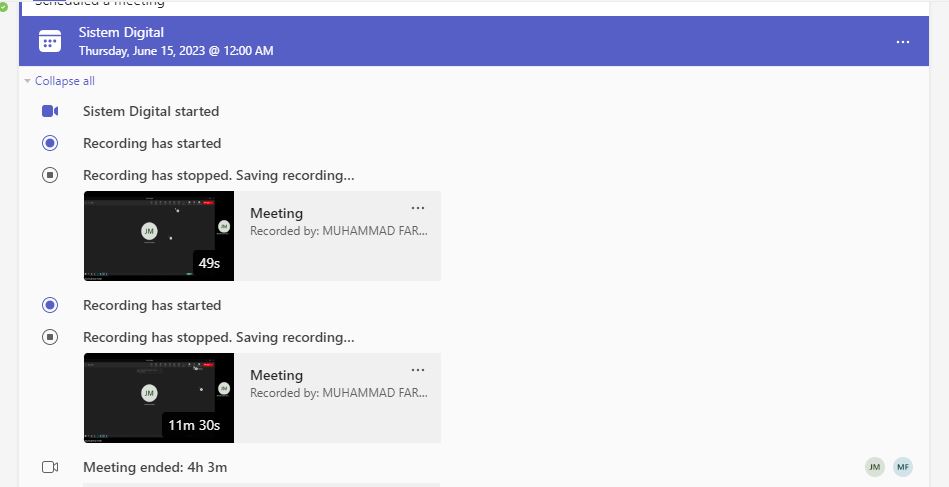 Scheduled a meeting
Sistem Digital
Thursday, June 15, 2023 @ 12:00 AM
Collapse all
Sistem Digital started
Recording has started
Recording has stopped. Saving recording...
JM
Meeting
Recorded by: MUHAMMAD FAR...
49s
Recording has started
Recording has stopped. Saving recording...
JM
Meeting
Recorded by: MUHAMMAD FAR...
11m 30s
Meeting ended: 4h 3m
JM MF